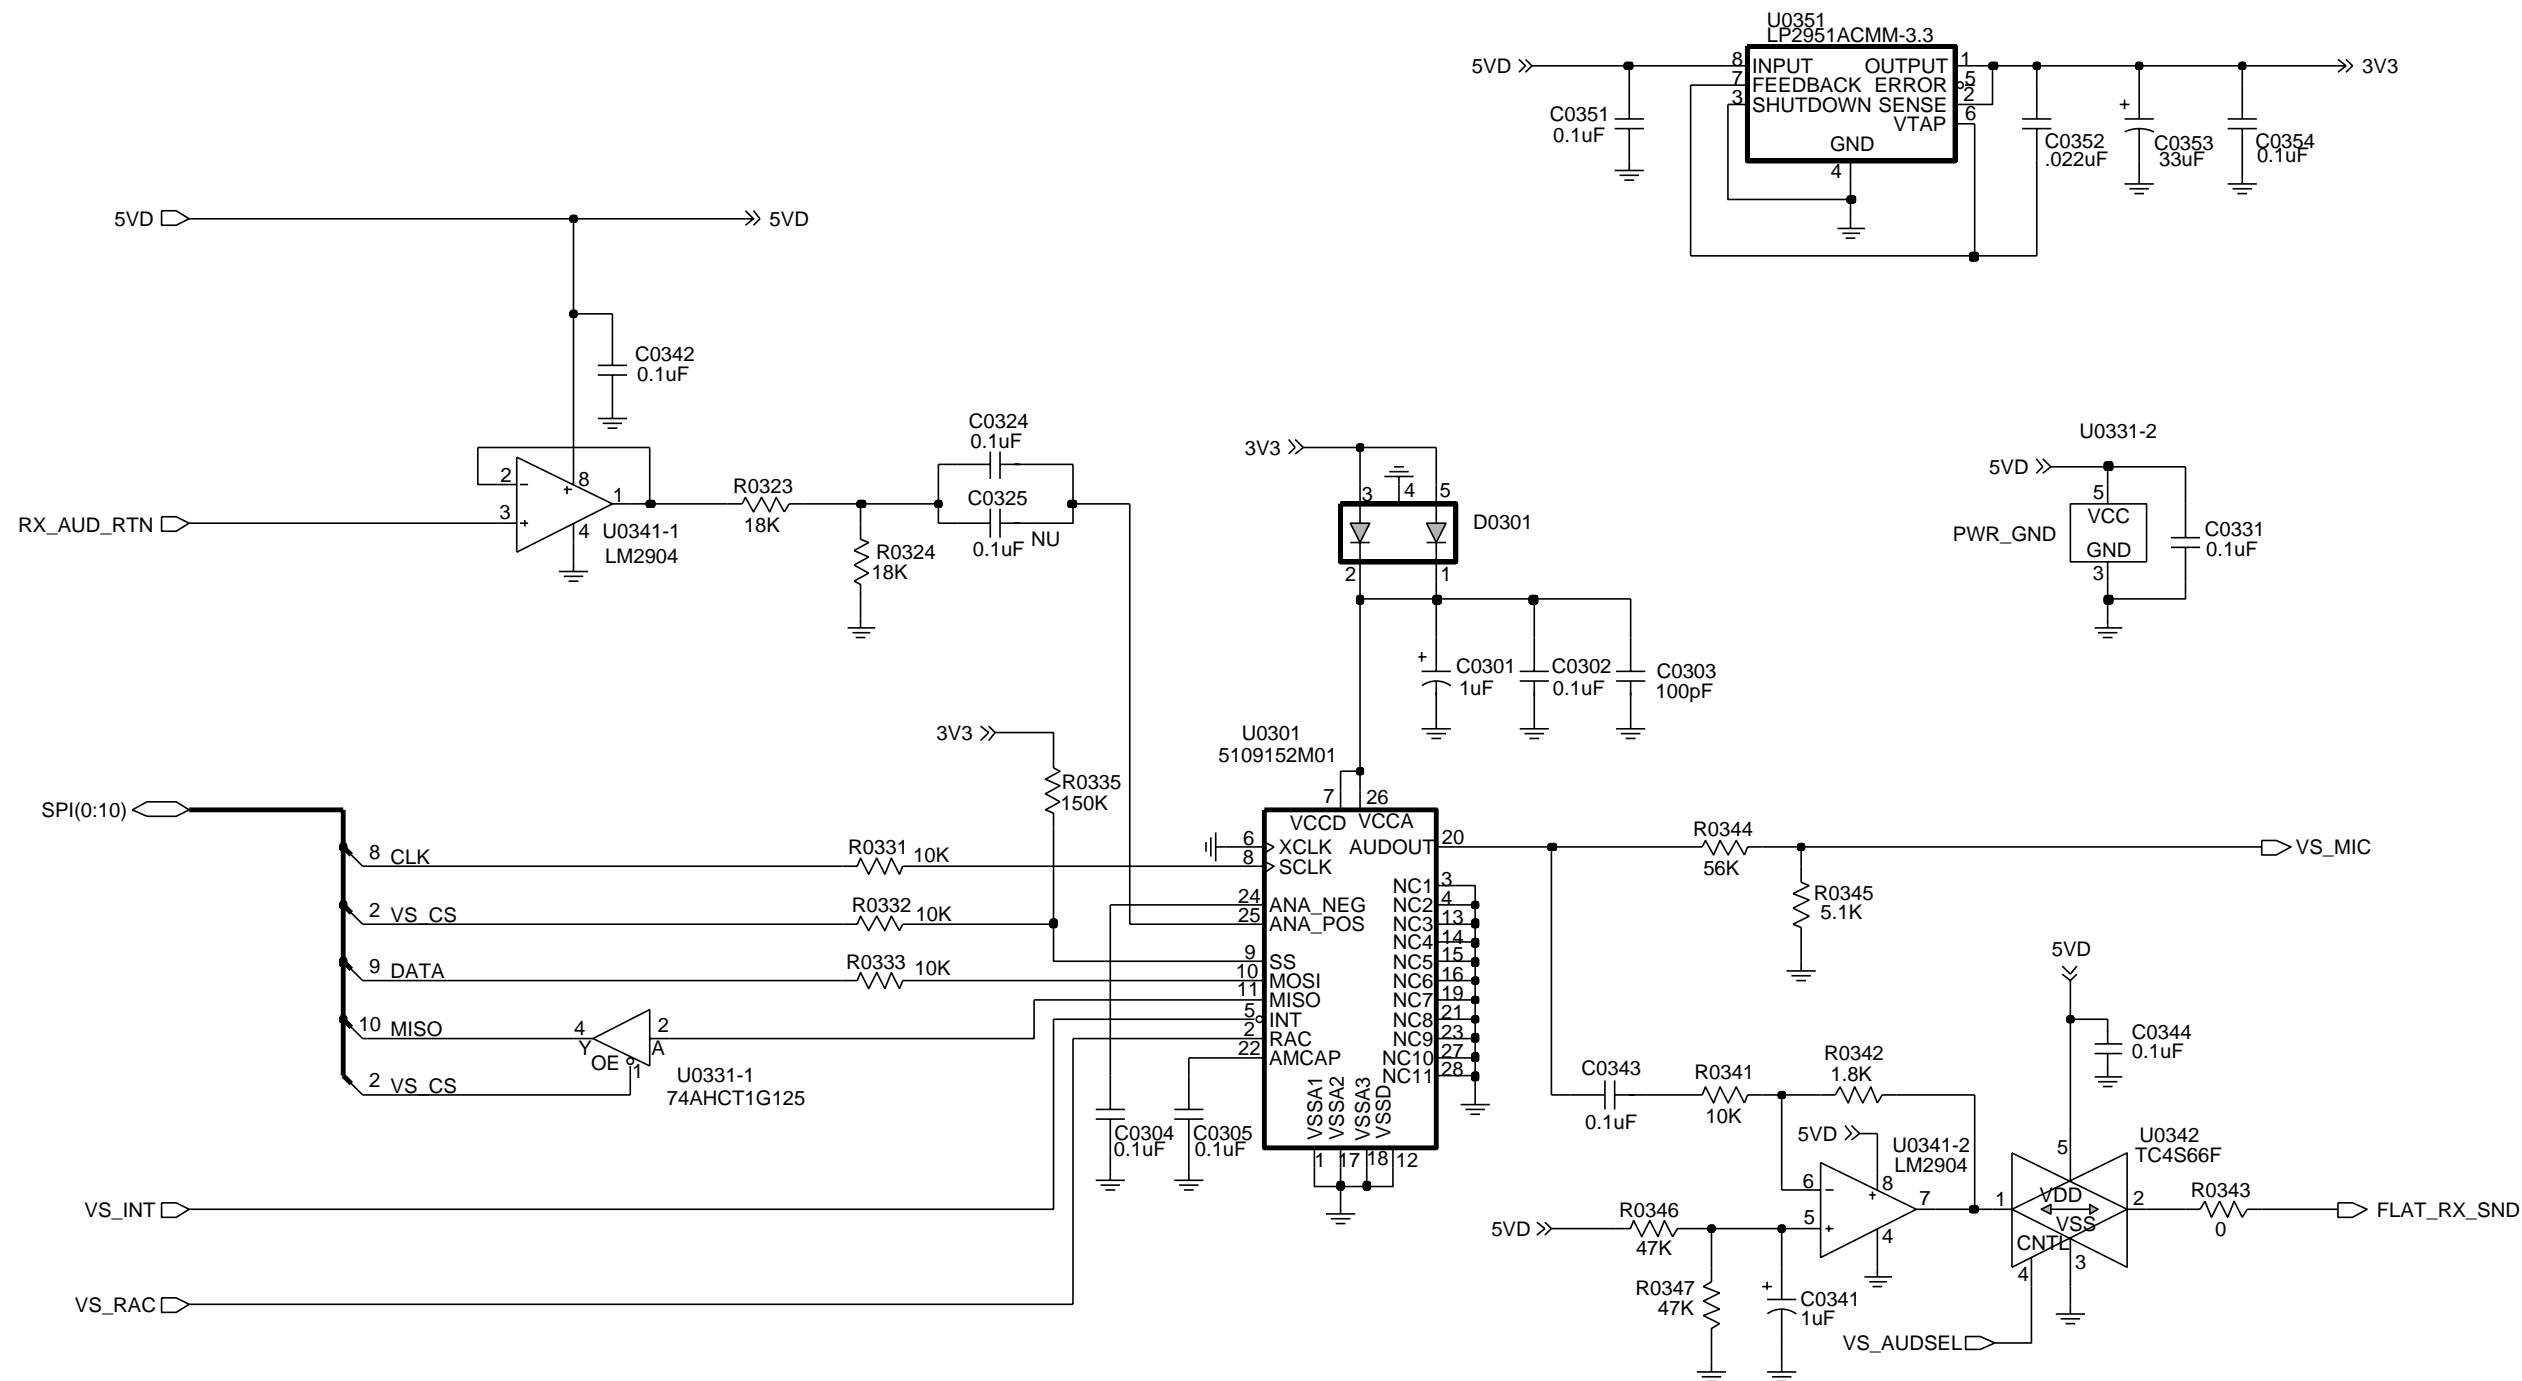 U0351
LP2951ACMM-3.3
5VD
8 INPUT OUTPUT 1
7 FEEDBACK ERROR 5
3 SHUTDOWN SENSE 2
VTAP 6
GND
4
3V3
C0351
0.1uF
C0352
.022uF
+
C0353
33uF
C0354
0.1uF
5VD
5VD
C0342
0.1uF
RX_AUD_RTN
2
3
-
+
+
8
1
4
U0341-1
LM2904
R0323
18K
R0324
18K
C0324
0.1uF
C0325
0.1uF
NU
3V3
3
4
5
D0301
2
1
+
C0301
1uF
C0302
0.1uF
C0303
100pF
U0331-2
5VD
5
VCC
PWR_GND
GND
3
C0331
0.1uF
3V3
R0335
150K
U0301
5109152M01
7
26
VCCD
VCCA
SPI(0:10)
8 CLK
R0331
10K
2 VS_CS
R0332
10K
9 DATA
R0333
10K
10 MISO
4
Y
2
A
OE
1
2 VS_CS
U0331-1
74AHCT1G125
6 XCLK
8 SCLK
24 ANA_NEG
25 ANA_POS
9 SS
10 MOSI
11 MISO
5 INT
2 RAC
22 AMCAP
AUDOUT 20
NC1 3
NC2 4
NC3 13
NC4 14
NC5 15
NC6 16
NC7 19
NC8 21
NC9 23
NC10 27
NC11 28
VSSA1
VSSA2
VSSA3
VSSD
1
17
18
12
C0304
0.1uF
C0305
0.1uF
VS_INT
VS_RAC
R0344
56K
VS_MIC
R0345
5.1K
C0343
0.1uF
R0341
10K
R0342
1.8K
5VD
C0344
0.1uF
5VD
U0341-2
LM2904
6
5
-
+
+
8
7
4
5VD
R0346
47K
R0347
47K
+
C0341
1uF
U0342
TC4S66F
5
1
2
VDD
VSS
CNTL
4
3
R0343
0
FLAT_RX_SND
VS_AUDSEL